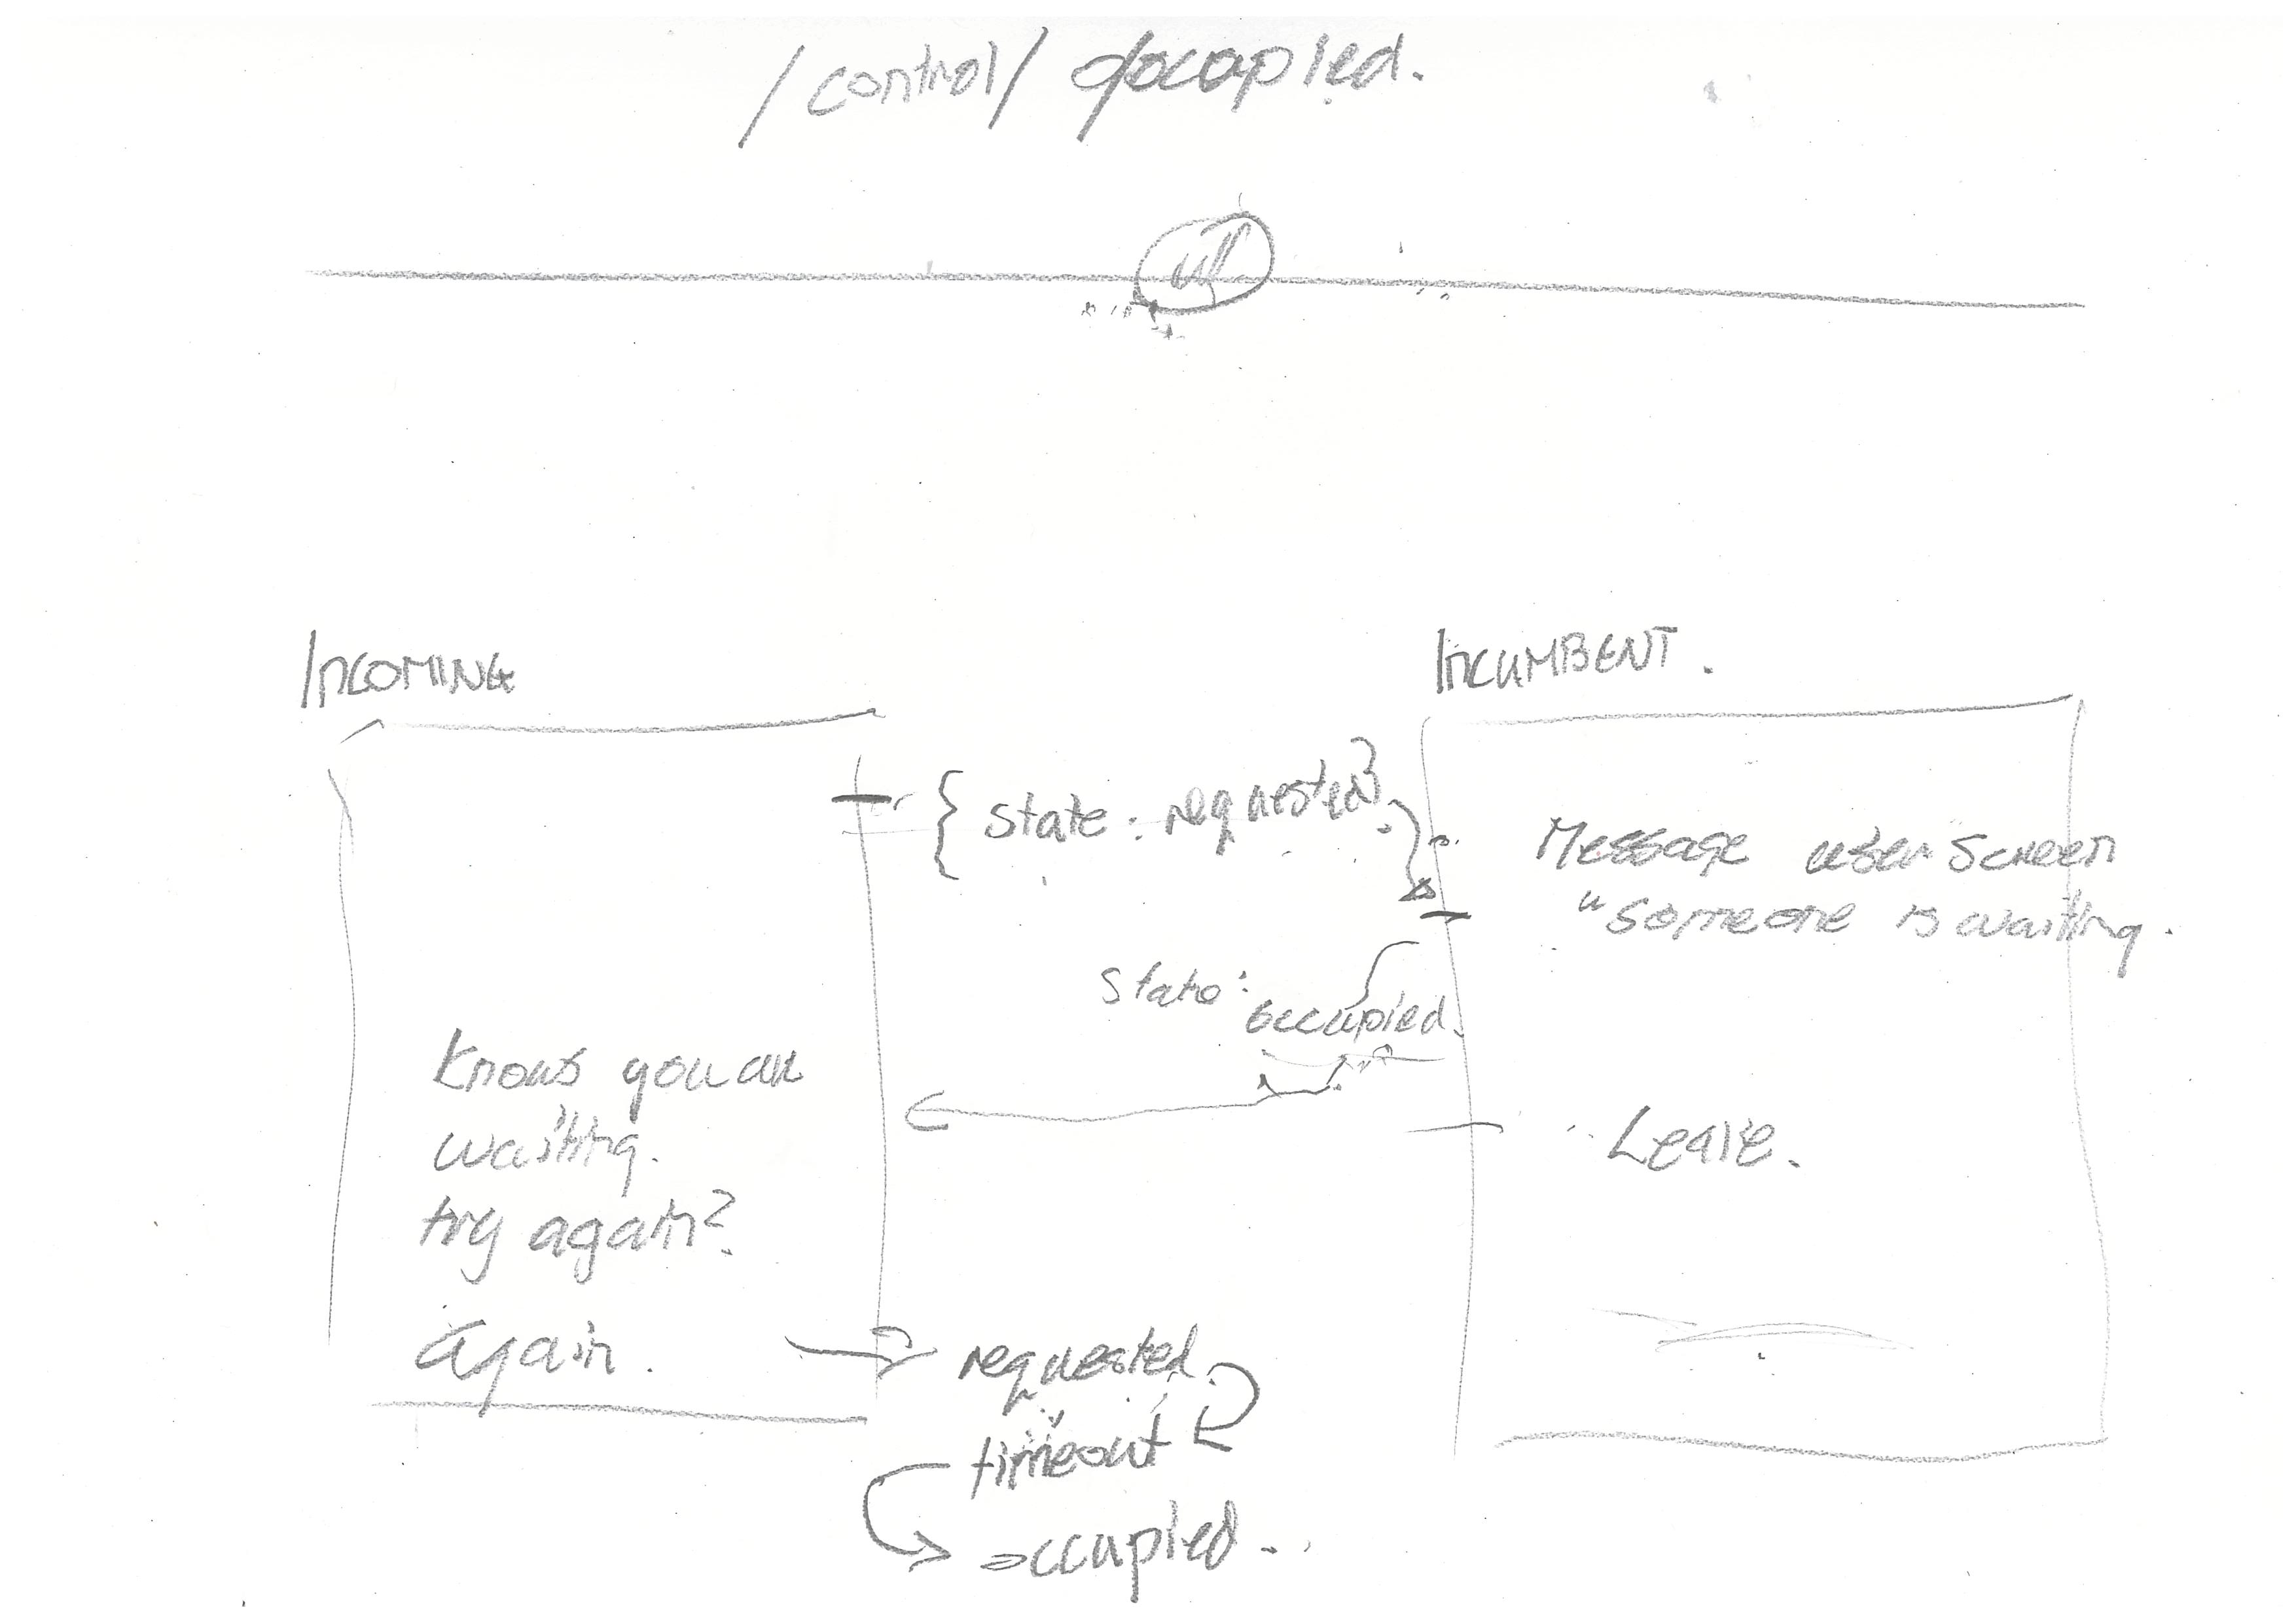 /control/occupied.
INCOMING
INCUMBENT.
{ state: requested }
Message user screen
"someone is waiting.
state:
occupied.
Knows you are
waiting.
try again?
Leave.
again.
requested.
timeout
occupied..